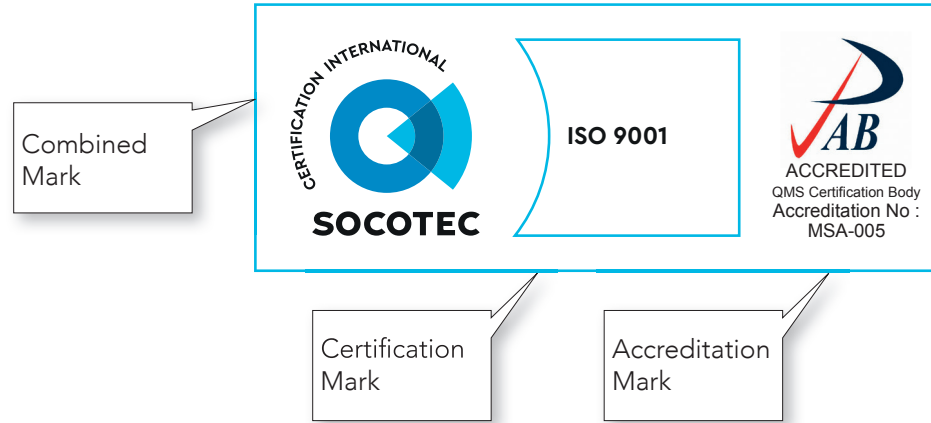 Combined
Mark
CERTIFICATION INTERNATIONAL
SOCOTEC
ISO 9001
PAB
ACCREDITED
QMS Certification Body
Accreditation No :
MSA-005
Certification
Mark
Accreditation
Mark